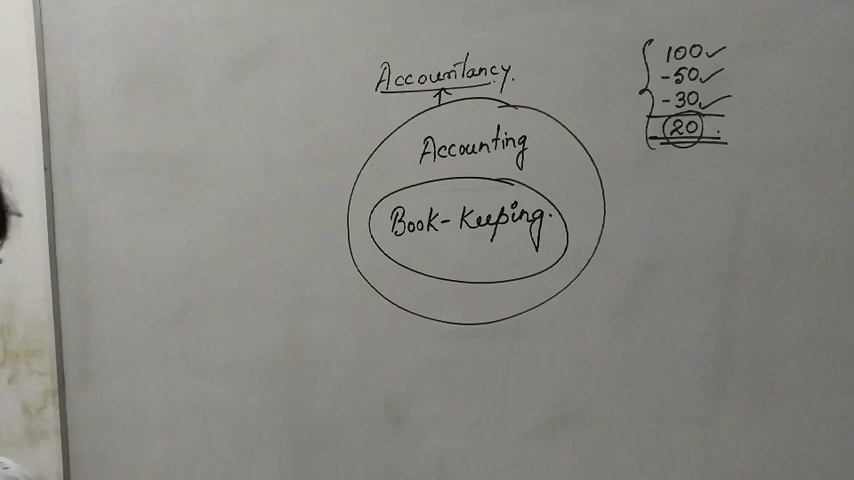 Accountancy.
Accounting
Book-Keeping.
100✓
-50✓
-30✓
20.